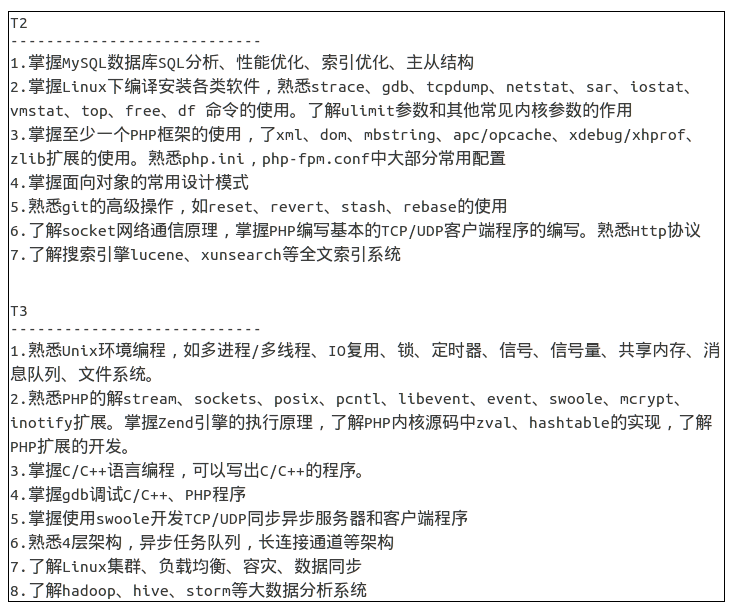 T2
----------------------------
1.掌握MySQL数据库SQL分析、性能优化、索引优化、主从结构
2.掌握Linux下编译安装各类软件，熟悉strace、gdb、tcpdump、netstat、sar、iostat、
vmstat、top、free、df 命令的使用。了解ulimit参数和其他常见内核参数的作用
3.掌握至少一个PHP框架的使用，了xml、dom、mbstring、apc/opcache、xdebug/xhprof、
zlib扩展的使用。熟悉php.ini，php-fpm.conf中大部分常用配置
4.掌握面向对象的常用设计模式
5.熟悉git的高级操作，如reset、revert、stash、rebase的使用
6.了解socket网络通信原理，掌握PHP编写基本的TCP/UDP客户端程序的编写。熟悉Http协议
7.了解搜索引擎lucene、xunsearch等全文索引系统
T3
----------------------------
1.熟悉Unix环境编程，如多进程/多线程、IO复用、锁、定时器、信号、信号量、共享内存、消
息队列、文件系统。
2.熟悉PHP的解stream、sockets、posix、pcntl、libevent、event、swoole、mcrypt、
inotify扩展。掌握Zend引擎的执行原理，了解PHP内核源码中zval、hashtable的实现，了解
PHP扩展的开发。
3.掌握C/C++语言编程，可以写出C/C++的程序。
4.掌握gdb调试C/C++、PHP程序
5.掌握使用swoole开发TCP/UDP同步异步服务器和客户端程序
6.熟悉4层架构，异步任务队列，长连接通道等架构
7.了解Linux集群、负载均衡、容灾、数据同步
8.了解hadoop、hive、storm等大数据分析系统